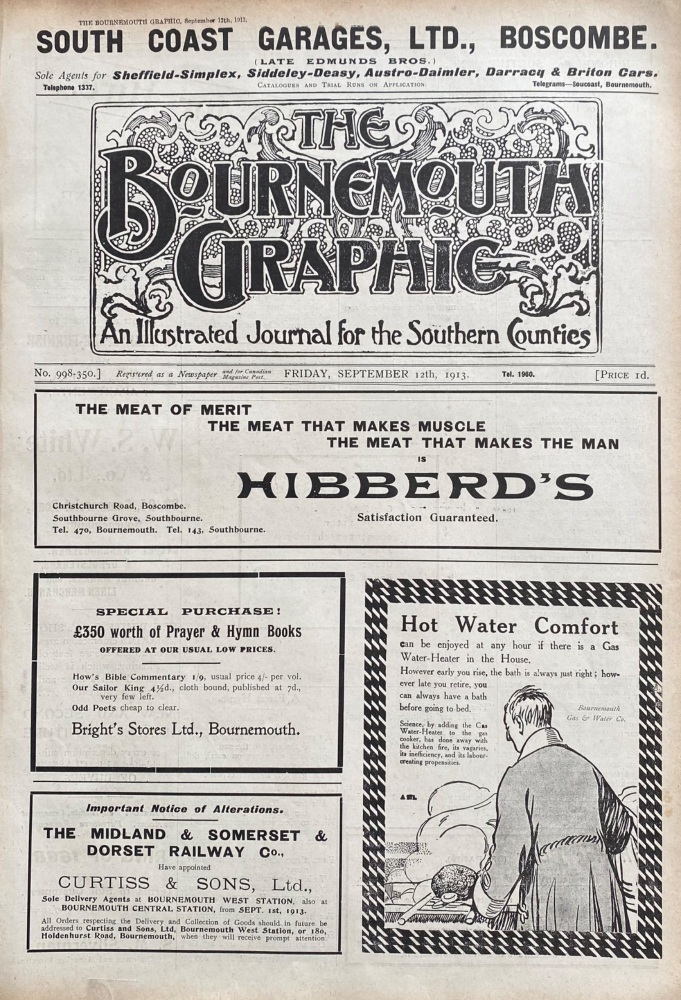 THE BOURNEMOUTH GRAPHIC, September 12th, 1913.
SOUTH COAST GARAGES, LTD., BOSCOMBE.
(LATE EDMUNDS BROS.)
Sole Agents for Sheffield-Simplex, Siddeley-Deasy, Austro-Daimler, Darracq & Briton Cars.
Telephone 1337. CATALOGUES AND TRIAL RUNS ON APPLICATION. Telegrams—Soucoast, Bournemouth.
THE
BOURNEMOUTH
GRAPHIC
An Illustrated Journal for the Southern Counties
No. 998-350.] Registered as a Newspaper and for Canadian Magazine Post. FRIDAY, SEPTEMBER 12th, 1913. Tel. 1960. [PRICE 1d.
THE MEAT OF MERIT
THE MEAT THAT MAKES MUSCLE
THE MEAT THAT MAKES THE MAN
IS
HIBBERD'S
Christchurch Road, Boscombe.
Southbourne Grove, Southbourne.
Tel. 470, Bournemouth. Tel. 143, Southbourne.
Satisfaction Guaranteed.
SPECIAL PURCHASE!
£350 worth of Prayer & Hymn Books
OFFERED AT OUR USUAL LOW PRICES.
How's Bible Commentary 1/9, usual price 4/- per vol.
Our Sailor King 4½d., cloth bound, published at 7d.,
very few left.
Odd Poets cheap to clear.
Bright's Stores Ltd., Bournemouth.
Important Notice of Alterations.
THE MIDLAND & SOMERSET &
DORSET RAILWAY Co.,
Have appointed
CURTISS & SONS, Ltd.,
Sole Delivery Agents at BOURNEMOUTH WEST STATION, also at
BOURNEMOUTH CENTRAL STATION, from SEPT. 1st, 1913.
All Orders respecting the Delivery and Collection of Goods should in future be
addressed to Curtiss and Sons, Ltd, Bournemouth West Station, or 180,
Holdenhurst Road, Bournemouth, when they will receive prompt attention
Hot Water Comfort
can be enjoyed at any hour if there is a Gas
Water-Heater in the House.
However early you rise, the bath is always just right; how-
ever late you retire, you
can always have a bath
before going to bed.
Bournemouth
Gas & Water Co.
Science, by adding the Gas
Water-Heater to the gas
cooker, has done away with
the kitchen fire, its vagaries,
its inefficiency, and its labour-
creating propensities.